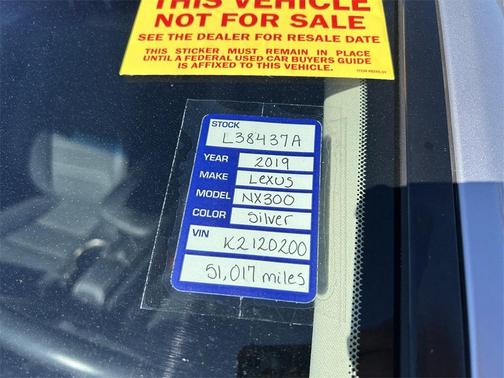 THIS VEHICLE
NOT FOR SALE
SEE THE DEALER FOR RESALE DATE
THIS STICKER MUST REMAIN IN PLACE
UNTIL A FEDERAL USED CAR BUYERS GUIDE
IS AFFIXED TO THIS VEHICLE.
STOCK
L38437A
YEAR 2019
MAKE Lexus
MODEL NX300
COLOR Silver
VIN K2120200
51,017 miles